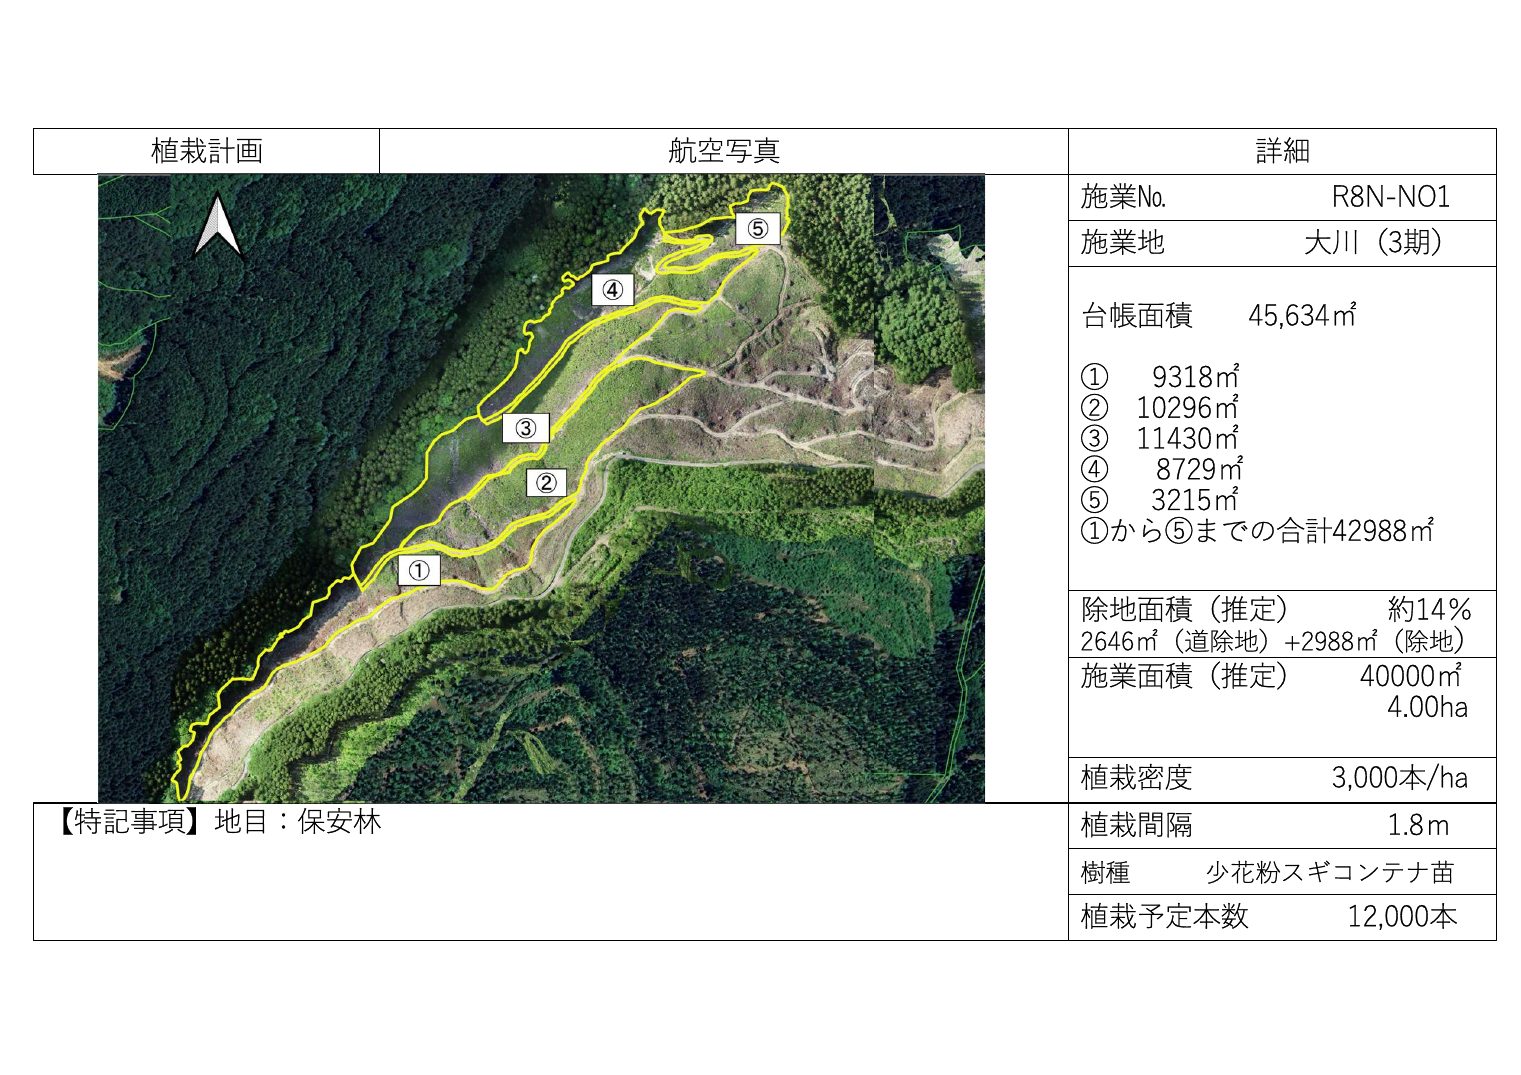 植栽計画
航空写真
詳細
施業№ R8N-NO1
施業地 大川（3期）
台帳面積 45,634㎡
① 9318㎡
② 10296㎡
③ 11430㎡
④ 8729㎡
⑤ 3215㎡
①から⑤までの合計42988㎡
除地面積（推定） 約14%
2646㎡（道除地）+2988㎡（除地）
施業面積（推定） 40000㎡
4.00ha
植栽密度 3,000本/ha
植栽間隔 1.8m
樹種 少花粉スギコンテナ苗
植栽予定本数 12,000本
⑤
④
③
②
①
【特記事項】地目：保安林